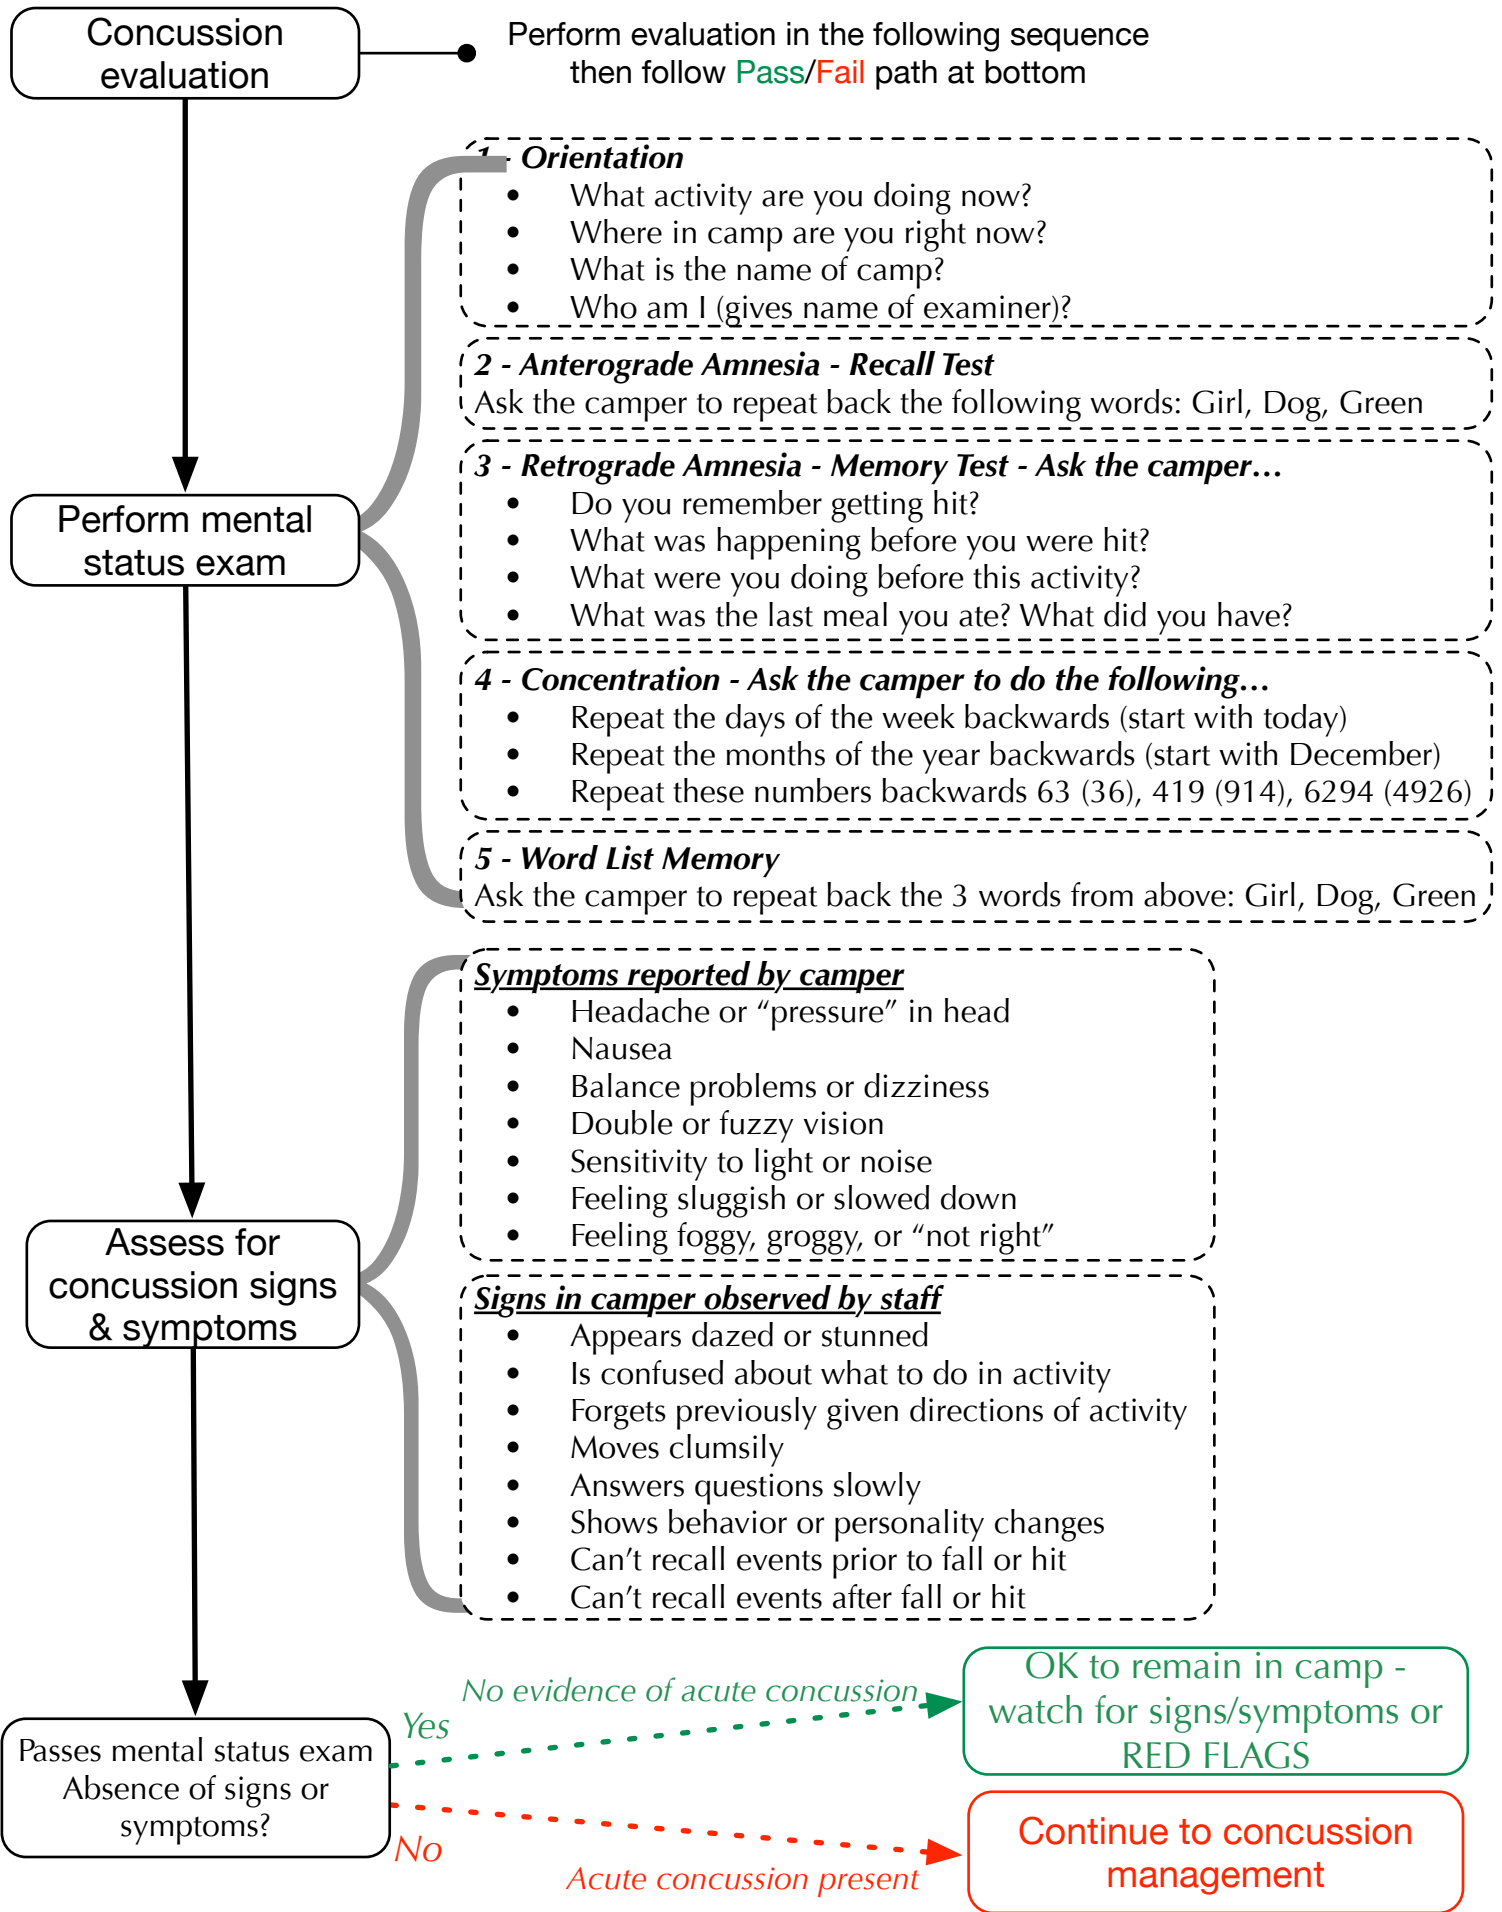 Concussion
evaluation
Perform evaluation in the following sequence
then follow Pass/Fail path at bottom
1 - Orientation
• What activity are you doing now?
• Where in camp are you right now?
• What is the name of camp?
• Who am I (gives name of examiner)?
2 - Anterograde Amnesia - Recall Test
Ask the camper to repeat back the following words: Girl, Dog, Green
3 - Retrograde Amnesia - Memory Test - Ask the camper…
• Do you remember getting hit?
• What was happening before you were hit?
• What were you doing before this activity?
• What was the last meal you ate? What did you have?
Perform mental
status exam
4 - Concentration - Ask the camper to do the following…
• Repeat the days of the week backwards (start with today)
• Repeat the months of the year backwards (start with December)
• Repeat these numbers backwards 63 (36), 419 (914), 6294 (4926)
5 - Word List Memory
Ask the camper to repeat back the 3 words from above: Girl, Dog, Green
Symptoms reported by camper
• Headache or “pressure” in head
• Nausea
• Balance problems or dizziness
• Double or fuzzy vision
• Sensitivity to light or noise
• Feeling sluggish or slowed down
• Feeling foggy, groggy, or “not right”
Assess for
concussion signs
& symptoms
Signs in camper observed by staff
• Appears dazed or stunned
• Is confused about what to do in activity
• Forgets previously given directions of activity
• Moves clumsily
• Answers questions slowly
• Shows behavior or personality changes
• Can’t recall events prior to fall or hit
• Can’t recall events after fall or hit
Passes mental status exam
Absence of signs or
symptoms?
Yes
No evidence of acute concussion
OK to remain in camp -
watch for signs/symptoms or
RED FLAGS
No
Acute concussion present
Continue to concussion
management